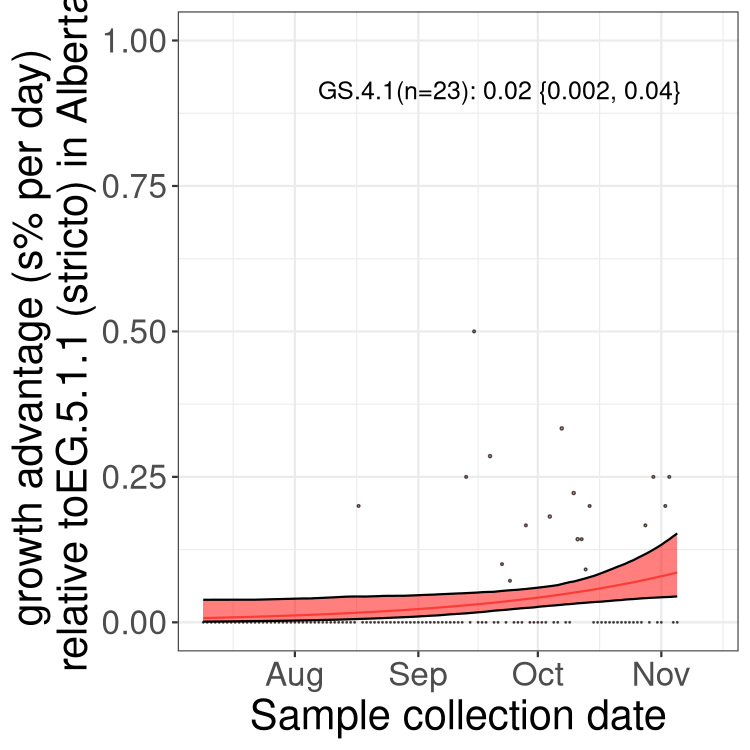 growth advantage (s% per day)
relative toEG.5.1.1 (stricto) in Alberta
1.00
0.75
0.50
0.25
0.00
GS.4.1(n=23): 0.02 {0.002, 0.04}
Aug Sep Oct Nov
Sample collection date